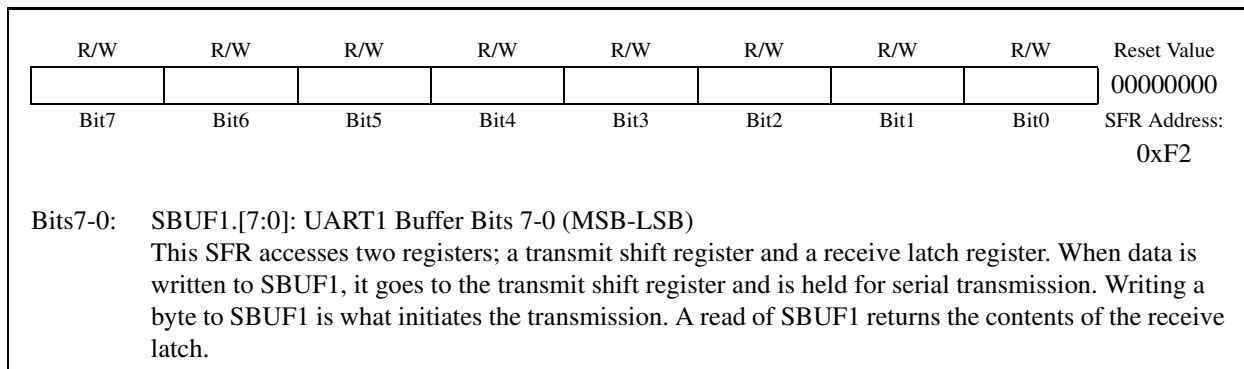 R/W R/W R/W R/W R/W R/W R/W R/W Reset Value
00000000
Bit7 Bit6 Bit5 Bit4 Bit3 Bit2 Bit1 Bit0 SFR Address:
0xF2
Bits7-0: SBUF1.[7:0]: UART1 Buffer Bits 7-0 (MSB-LSB)
This SFR accesses two registers; a transmit shift register and a receive latch register. When data is
written to SBUF1, it goes to the transmit shift register and is held for serial transmission. Writing a
byte to SBUF1 is what initiates the transmission. A read of SBUF1 returns the contents of the receive
latch.